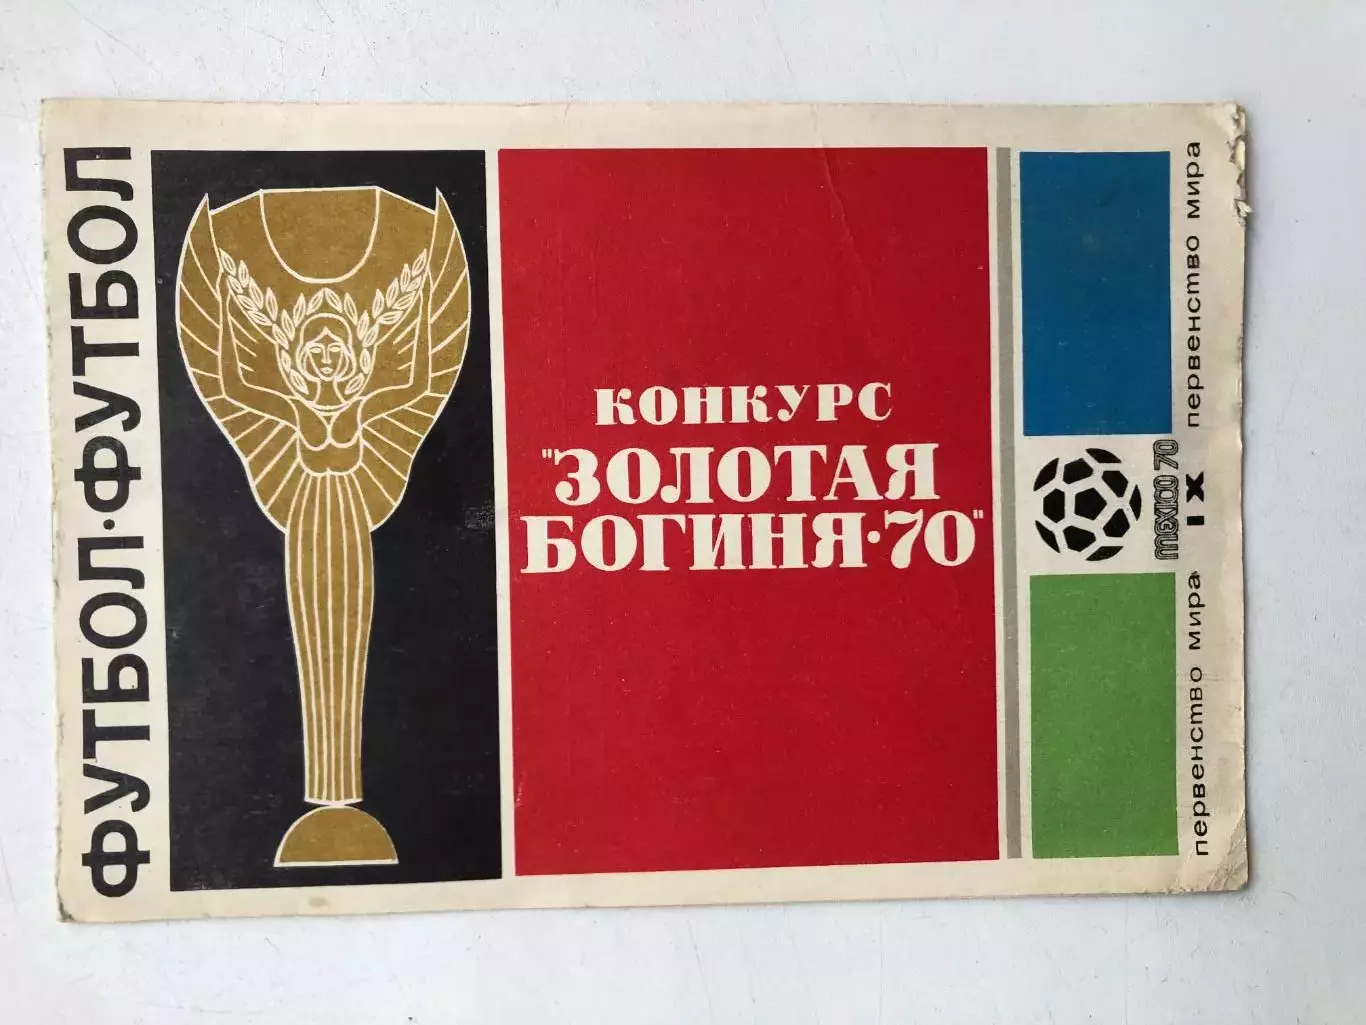 ФУТБОЛ·ФУТБОЛ
КОНКУРС
"ЗОЛОТАЯ
БОГИНЯ·70"
MEXICO 70
первенство мира IX первенство мира